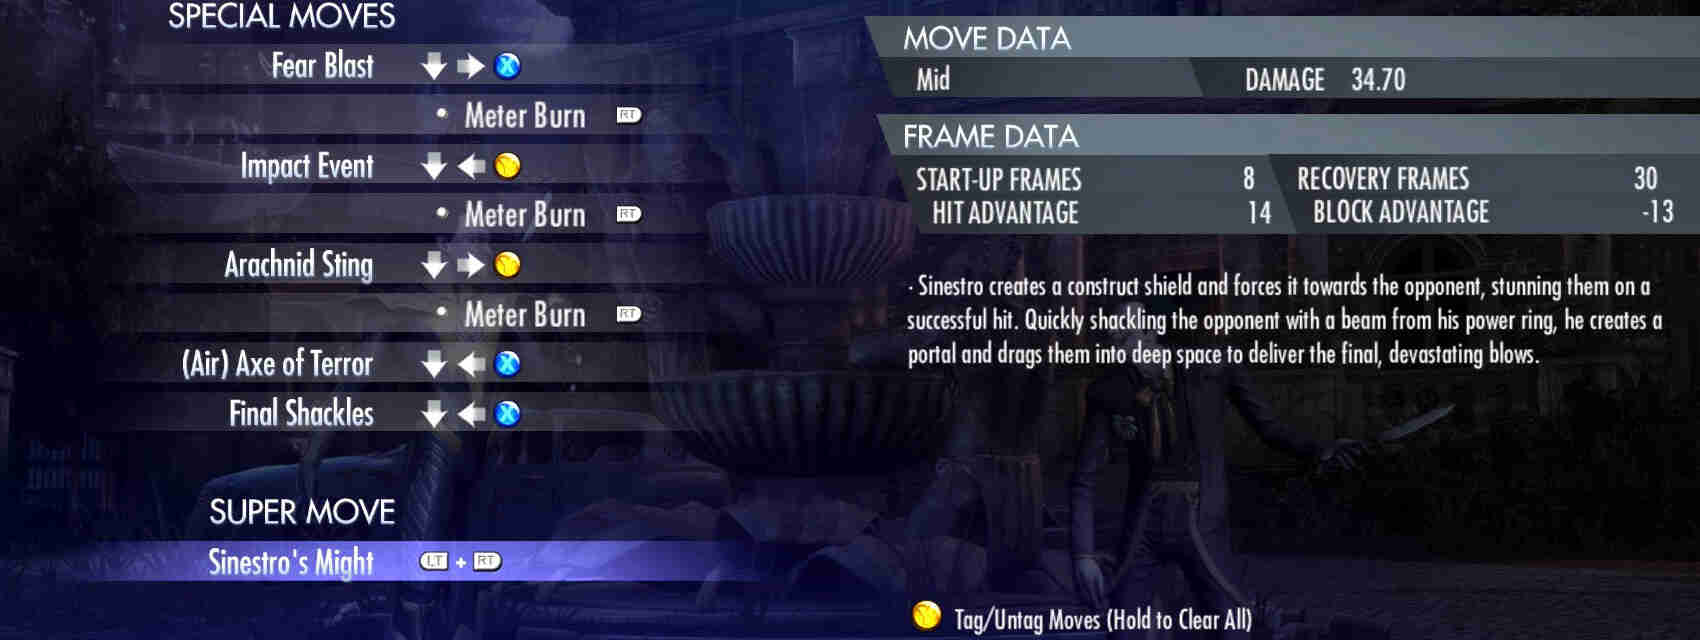 SPECIAL MOVES
Fear Blast X
• Meter Burn RT
Impact Event Y
• Meter Burn RT
Arachnid Sting Y
• Meter Burn RT
(Air) Axe of Terror X
Final Shackles X
SUPER MOVE
Sinestro's Might LT + RT
MOVE DATA
Mid DAMAGE 34.70
FRAME DATA
START-UP FRAMES 8 RECOVERY FRAMES 30
HIT ADVANTAGE 14 BLOCK ADVANTAGE -13
· Sinestro creates a construct shield and forces it towards the opponent, stunning them on a
successful hit. Quickly shackling the opponent with a beam from his power ring, he creates a
portal and drags them into deep space to deliver the final, devastating blows.
Y Tag/Untag Moves (Hold to Clear All)